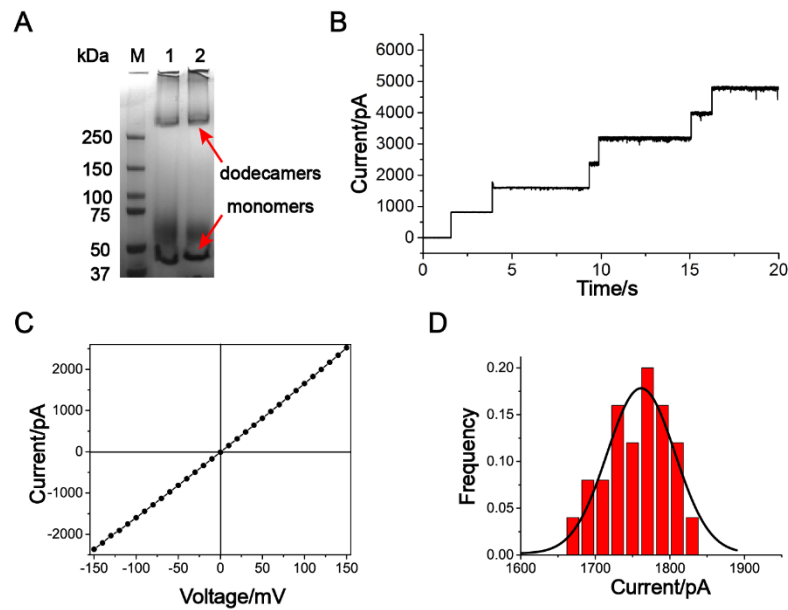 A
kDa M 1 2
250
150
100
75
50
37
dodecamers
monomers
B
Current/pA
6000
5000
4000
3000
2000
1000
0
0 5 10 15 20
Time/s
C
Current/pA
2000
1000
0
-1000
-2000
-150 -100 -50 0 50 100 150
Voltage/mV
D
Frequency
0.20
0.15
0.10
0.05
0.00
1600 1700 1800 1900
Current/pA